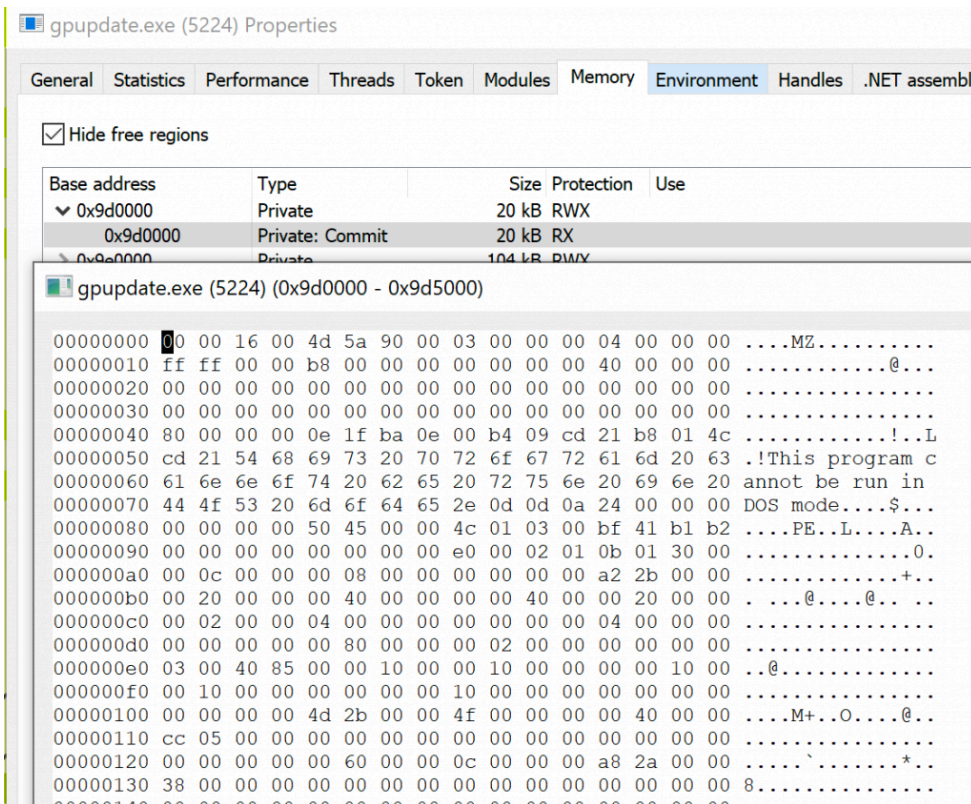 gpupdate.exe (5224) Properties
General Statistics Performance Threads Token Modules Memory Environment Handles .NET assembl
Hide free regions
Base address Type Size Protection Use
0x9d0000 Private 20 kB RWX
0x9d0000 Private: Commit 20 kB RX
0x9e0000 Private 104 kB RWX
gpupdate.exe (5224) (0x9d0000 - 0x9d5000)
00000000 00 00 16 00 4d 5a 90 00 03 00 00 00 04 00 00 00 ....MZ..........
00000010 ff ff 00 00 b8 00 00 00 00 00 00 00 40 00 00 00 ............@...
00000020 00 00 00 00 00 00 00 00 00 00 00 00 00 00 00 00 ................
00000030 00 00 00 00 00 00 00 00 00 00 00 00 00 00 00 00 ................
00000040 80 00 00 00 0e 1f ba 0e 00 b4 09 cd 21 b8 01 4c ............!..L
00000050 cd 21 54 68 69 73 20 70 72 6f 67 72 61 6d 20 63 .!This program c
00000060 61 6e 6e 6f 74 20 62 65 20 72 75 6e 20 69 6e 20 annot be run in
00000070 44 4f 53 20 6d 6f 64 65 2e 0d 0d 0a 24 00 00 00 DOS mode....$...
00000080 00 00 00 00 50 45 00 00 4c 01 03 00 bf 41 b1 b2 ....PE..L....A..
00000090 00 00 00 00 00 00 00 00 e0 00 02 01 0b 01 30 00 ..............0.
000000a0 00 0c 00 00 00 08 00 00 00 00 00 00 a2 2b 00 00 .............+..
000000b0 00 20 00 00 00 40 00 00 00 00 40 00 00 20 00 00 . ...@....@.. ..
000000c0 00 02 00 00 04 00 00 00 00 00 00 00 04 00 00 00 ................
000000d0 00 00 00 00 00 80 00 00 00 02 00 00 00 00 00 00 ................
000000e0 03 00 40 85 00 00 10 00 00 10 00 00 00 00 10 00 ..@.............
000000f0 00 10 00 00 00 00 00 00 10 00 00 00 00 00 00 00 ................
00000100 00 00 00 00 4d 2b 00 00 4f 00 00 00 00 40 00 00 ....M+..O....@..
00000110 cc 05 00 00 00 00 00 00 00 00 00 00 00 00 00 00 ................
00000120 00 00 00 00 00 60 00 00 0c 00 00 00 a8 2a 00 00 .....`.......*..
00000130 38 00 00 00 00 00 00 00 00 00 00 00 00 00 00 00 8...............